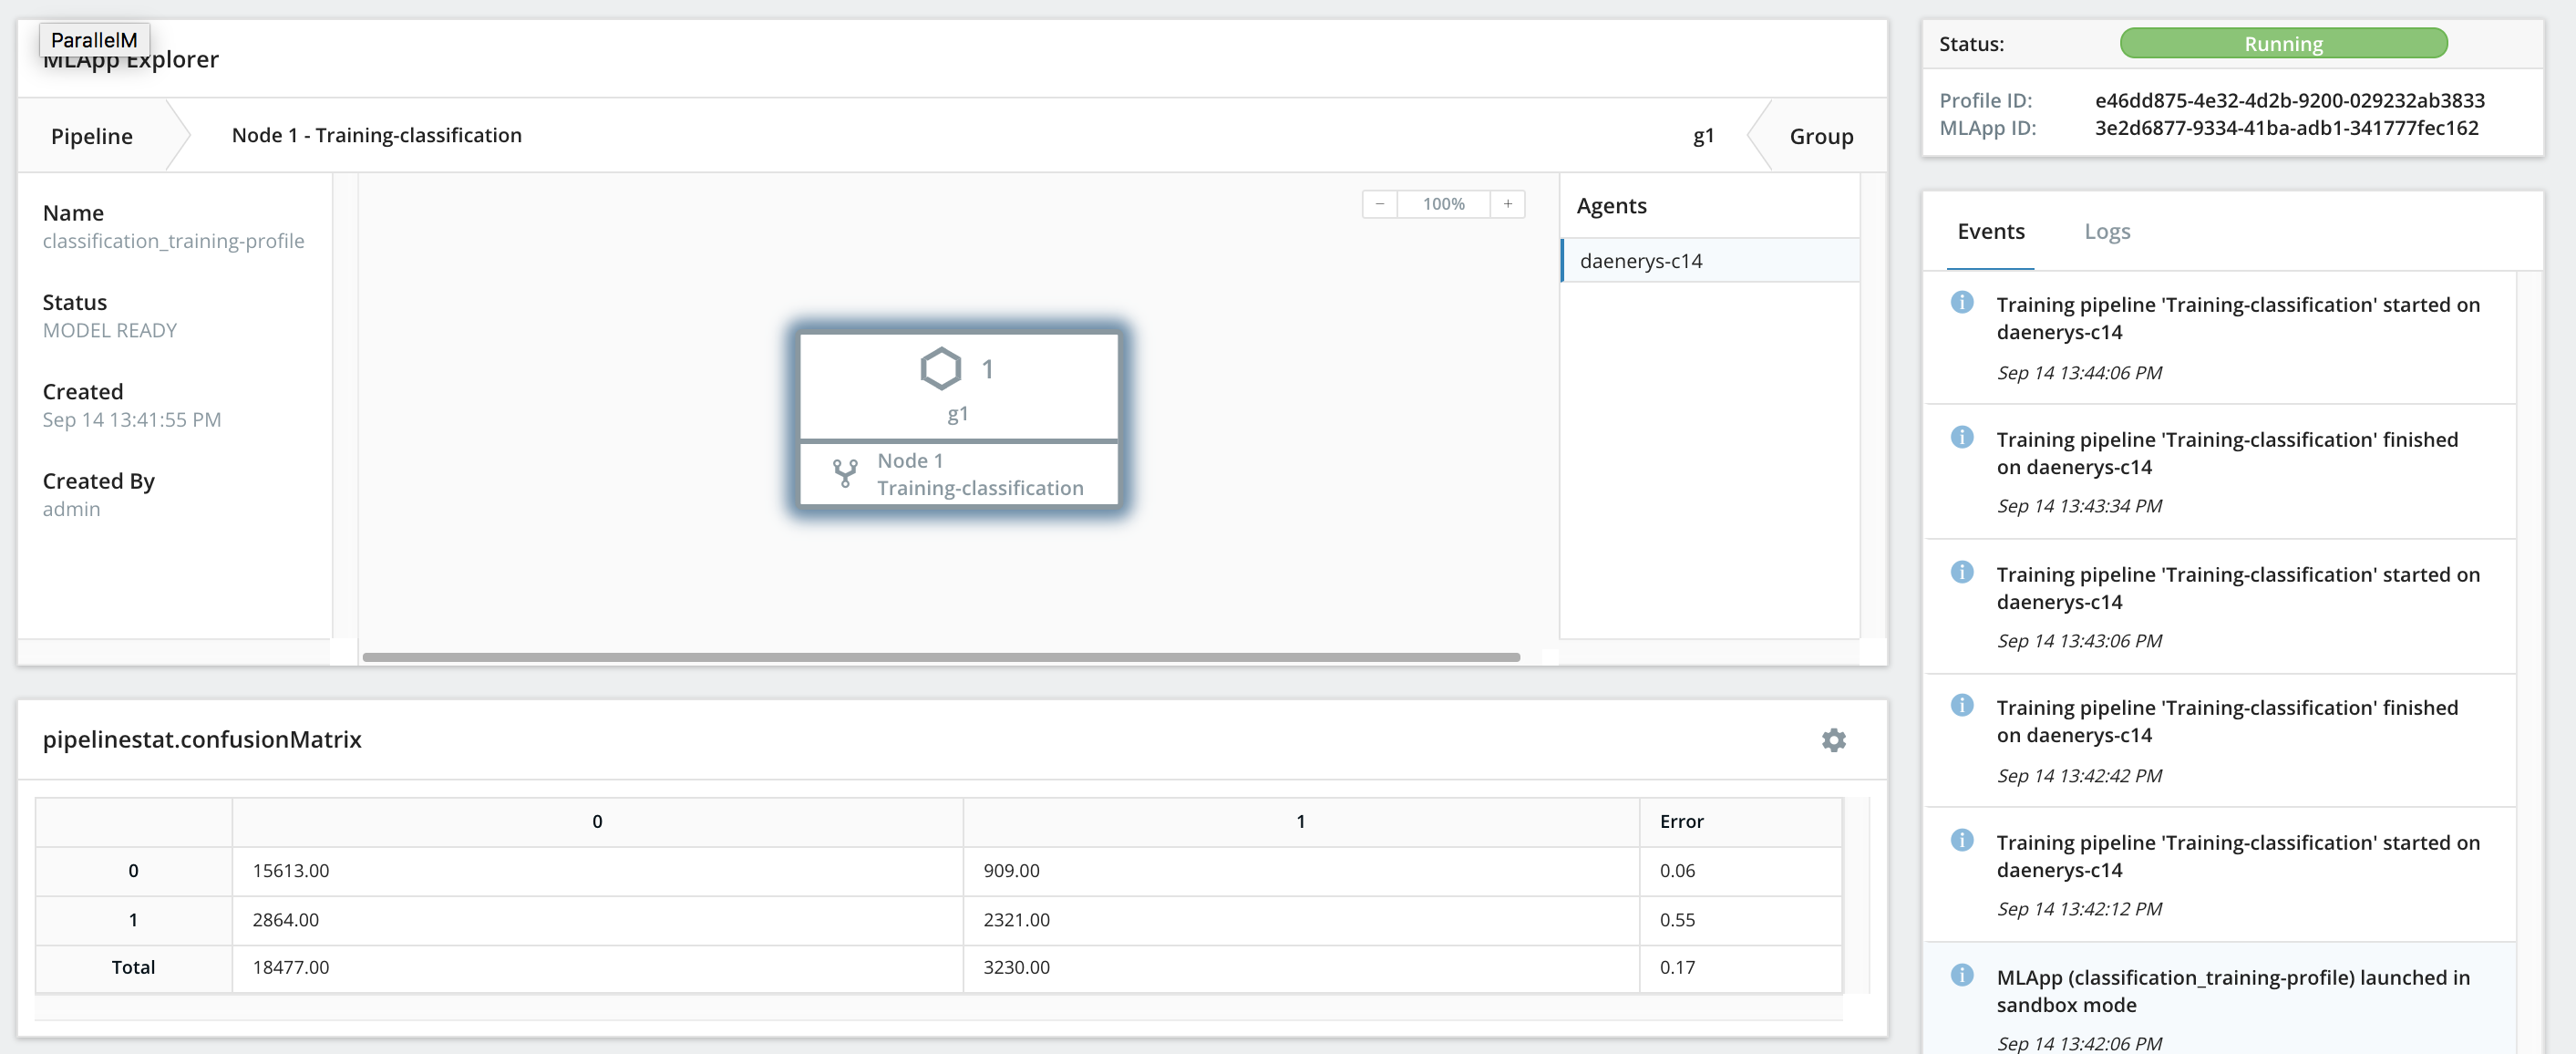 ParallelM
MLApp Explorer
Pipeline
Node 1 - Training-classification
g1
Group
Name
classification_training-profile
Status
MODEL READY
Created
Sep 14 13:41:55 PM
Created By
admin
− 100% +
1
g1
Node 1
Training-classification
Agents
daenerys-c14
pipelinestat.confusionMatrix
0 1 Error
0 15613.00 909.00 0.06
1 2864.00 2321.00 0.55
Total 18477.00 3230.00 0.17
Status: Running
Profile ID: e46dd875-4e32-4d2b-9200-029232ab3833
MLApp ID: 3e2d6877-9334-41ba-adb1-341777fec162
Events Logs
Training pipeline 'Training-classification' started on
daenerys-c14
Sep 14 13:44:06 PM
Training pipeline 'Training-classification' finished
on daenerys-c14
Sep 14 13:43:34 PM
Training pipeline 'Training-classification' started on
daenerys-c14
Sep 14 13:43:06 PM
Training pipeline 'Training-classification' finished
on daenerys-c14
Sep 14 13:42:42 PM
Training pipeline 'Training-classification' started on
daenerys-c14
Sep 14 13:42:12 PM
MLApp (classification_training-profile) launched in
sandbox mode
Sep 14 13:42:06 PM